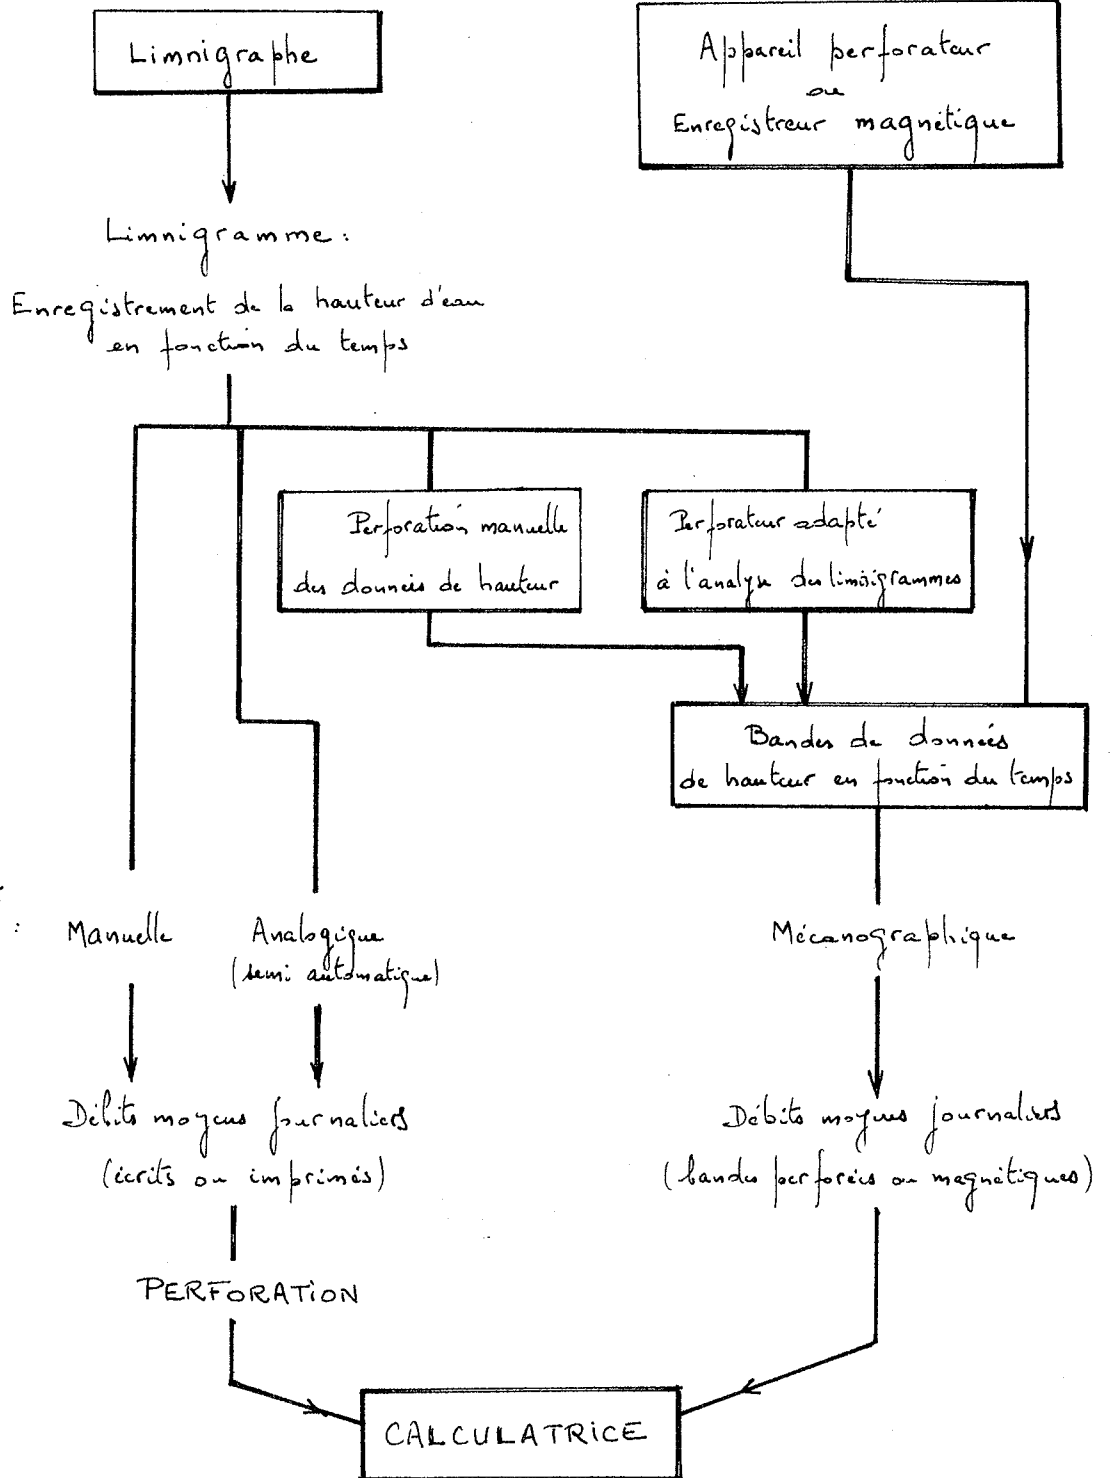 Limnigraphe
Appareil perforateur
ou
Enregistreur magnétique
Limnigramme :
Enregistrement de la hauteur d'eau
en fonction du temps
Perforation manuelle
des données de hauteur
Perforateur adapté
à l'analyse des limnigrammes
Bandes de données
de hauteur en fonction du temps
:
Manuelle
Analogique
(semi automatique)
Mécanographique
Débits moyens journaliers
(écrits ou imprimés)
Débits moyens journaliers
(bandes perforées ou magnétiques)
PERFORATION
CALCULATRICE